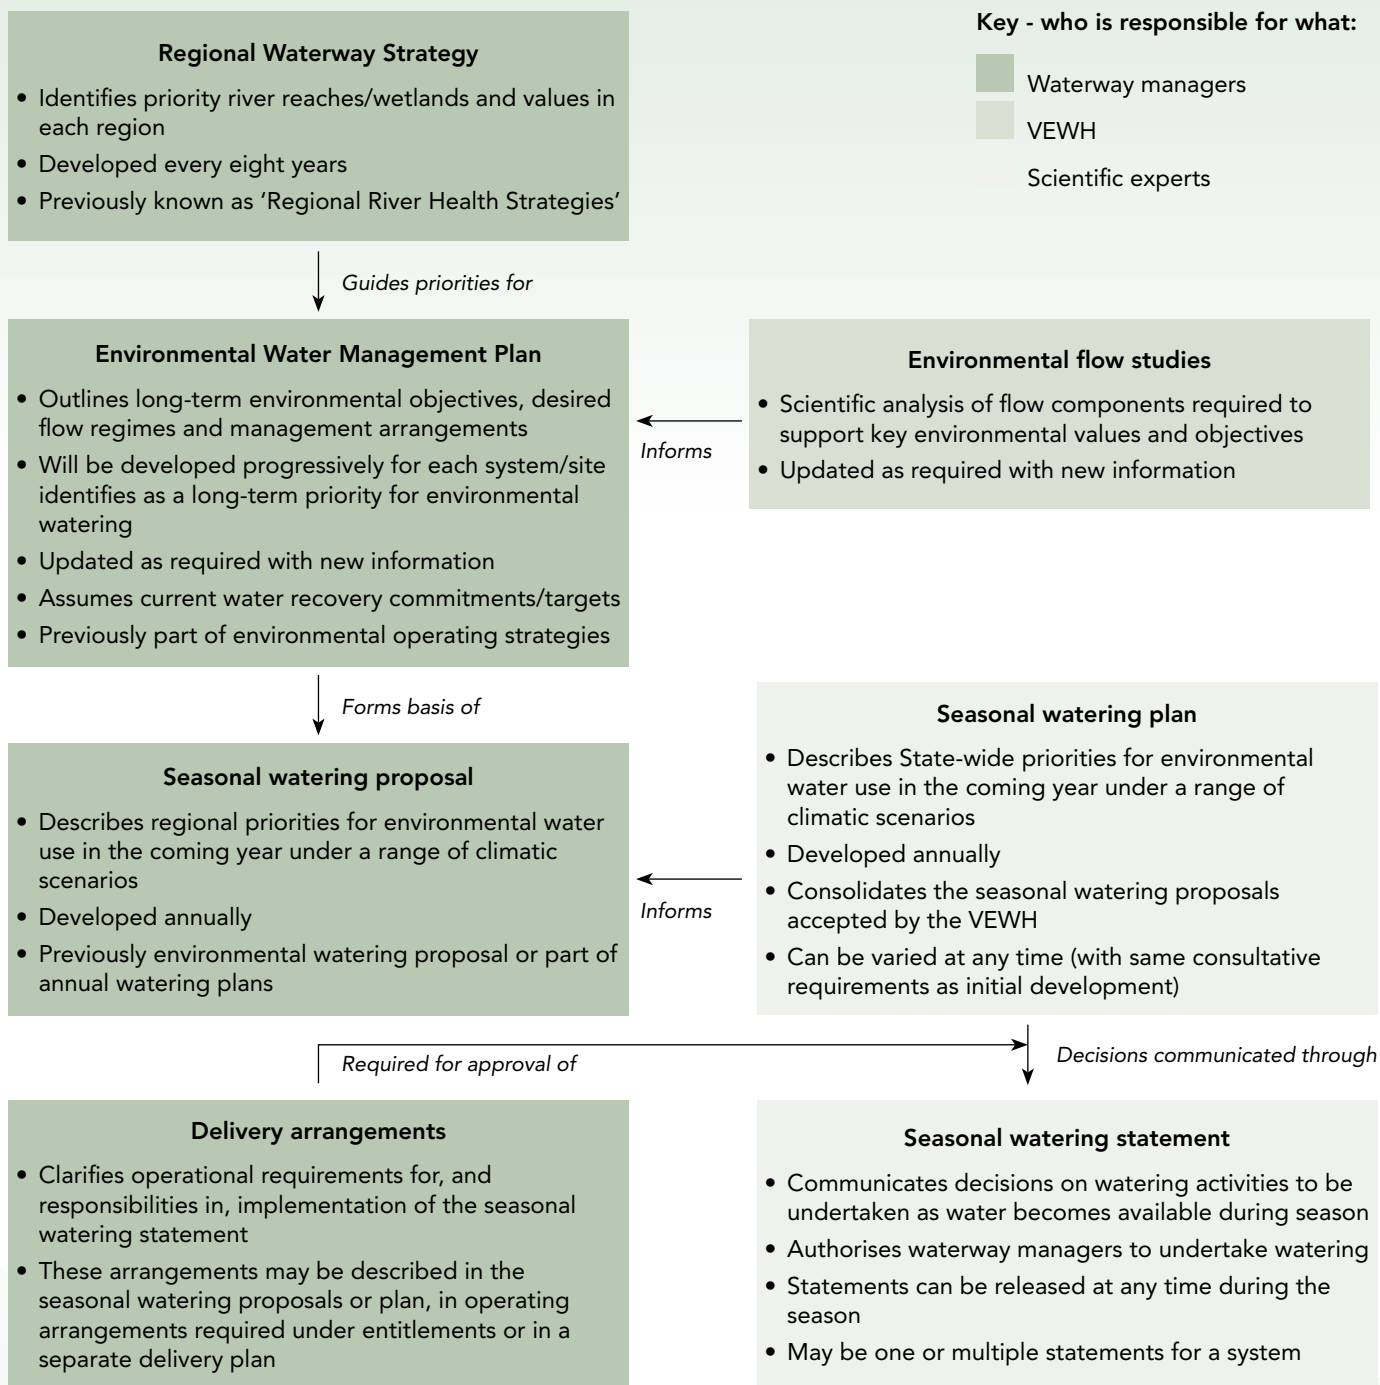 Regional Waterway Strategy
• Identifies priority river reaches/wetlands and values in
each region
• Developed every eight years
• Previously known as ‘Regional River Health Strategies’
Key - who is responsible for what:
Waterway managers
VEWH
Scientific experts
Guides priorities for
Environmental Water Management Plan
• Outlines long-term environmental objectives, desired
flow regimes and management arrangements
• Will be developed progressively for each system/site
identifies as a long-term priority for environmental
watering
• Updated as required with new information
• Assumes current water recovery commitments/targets
• Previously part of environmental operating strategies
Informs
Environmental flow studies
• Scientific analysis of flow components required to
support key environmental values and objectives
• Updated as required with new information
Forms basis of
Seasonal watering proposal
• Describes regional priorities for environmental water
use in the coming year under a range of climatic
scenarios
• Developed annually
• Previously environmental watering proposal or part of
annual watering plans
Informs
Seasonal watering plan
• Describes State-wide priorities for environmental
water use in the coming year under a range of
climatic scenarios
• Developed annually
• Consolidates the seasonal watering proposals
accepted by the VEWH
• Can be varied at any time (with same consultative
requirements as initial development)
Required for approval of
Decisions communicated through
Delivery arrangements
• Clarifies operational requirements for, and
responsibilities in, implementation of the seasonal
watering statement
• These arrangements may be described in the
seasonal watering proposals or plan, in operating
arrangements required under entitlements or in a
separate delivery plan
Seasonal watering statement
• Communicates decisions on watering activities to be
undertaken as water becomes available during season
• Authorises waterway managers to undertake watering
• Statements can be released at any time during the
season
• May be one or multiple statements for a system